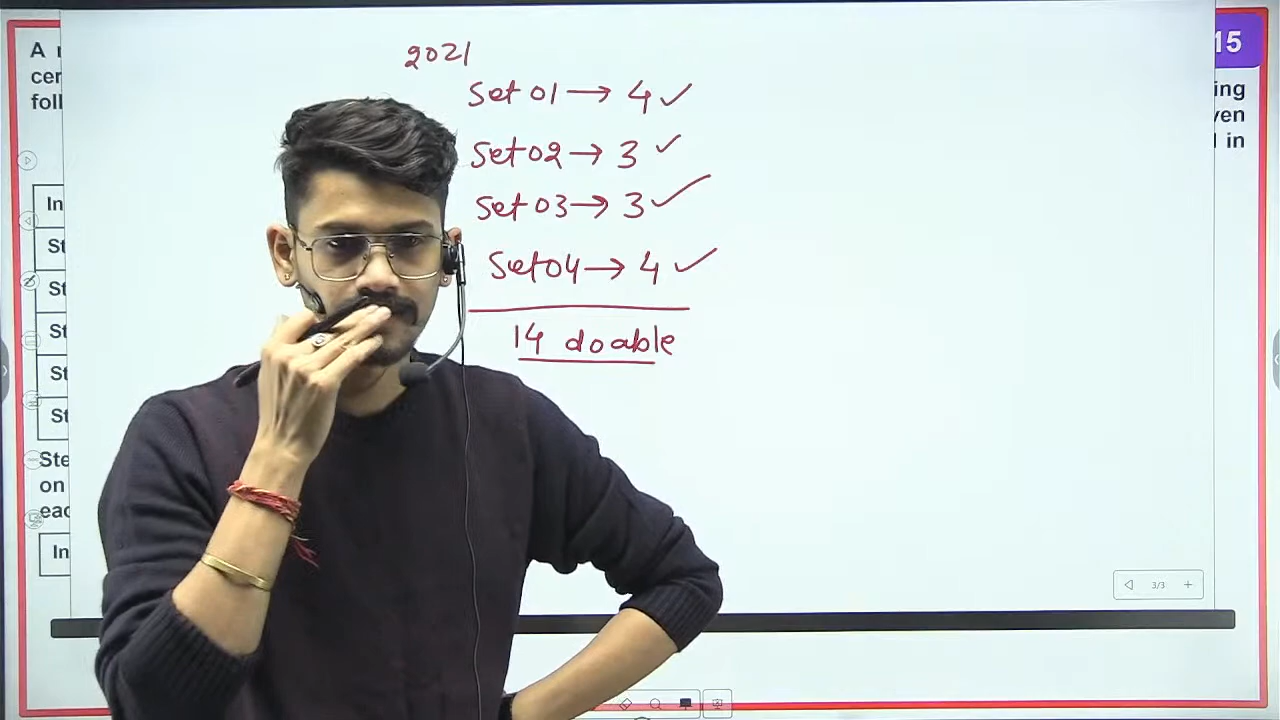 2021
Set 01 → 4 ✓
Set 02 → 3 ✓
Set 03 → 3 ✓
Set 04 → 4 ✓
14 doable
15
A
cer
foll
ing
ven
d in
In
St
St
St
St
St
Ste
on
eac
In
3/3